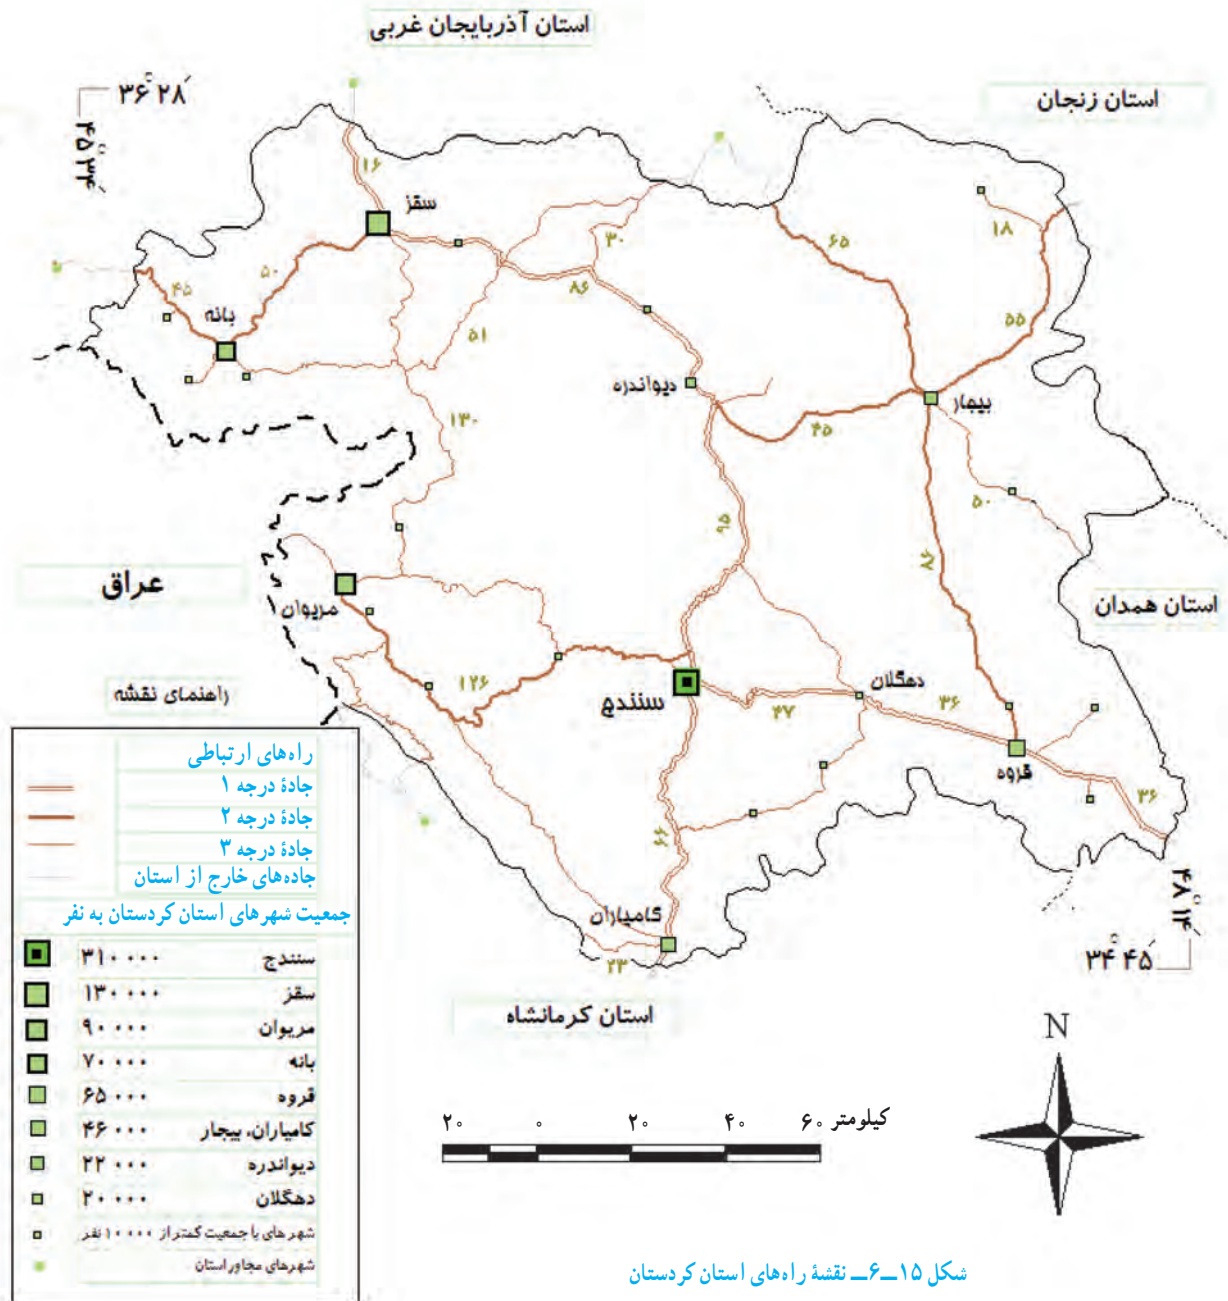 استان آذربایجان غربی
۳۶° ۲۸′
۴۵° ۳۴′
استان زنجان
۱۶
سقز
۳۰
۶۵
۱۸
۵۰
۴۵
۸۶
بانه
۵۱
۵۵
دیواندره
بیجار
۱۳۰
۴۵
۵۰
۹۵
۸۶
عراق
مریوان
استان همدان
راهنمای نقشه
دهگلان
۱۲۶
سنندج
۴۷
۳۶
قروه
۳۶
۶۶
کامیاران
۲۳
۴۸° ۱۴′
۳۴° ۴۵′
استان کرمانشاه
راه‌های ارتباطی
جادهٔ درجه ۱
جادهٔ درجه ۲
جادهٔ درجه ۳
جاده‌های خارج از استان
جمعیت شهرهای استان کردستان به نفر
سنندج ۳۱۰۰۰۰
سقز ۱۳۰۰۰۰
مریوان ۹۰۰۰۰
بانه ۷۰۰۰۰
قروه ۶۵۰۰۰
کامیاران، بیجار ۴۶۰۰۰
دیواندره ۲۲۰۰۰
دهگلان ۲۰۰۰۰
شهرهای با جمعیت کمتر از ۱۰۰۰۰ نفر
شهرهای مجاور استان
N
۲۰ ۰ ۲۰ ۴۰ ۶۰ کیلومتر
شکل ۱۵ــ۶ــ نقشهٔ راه‌های استان کردستان